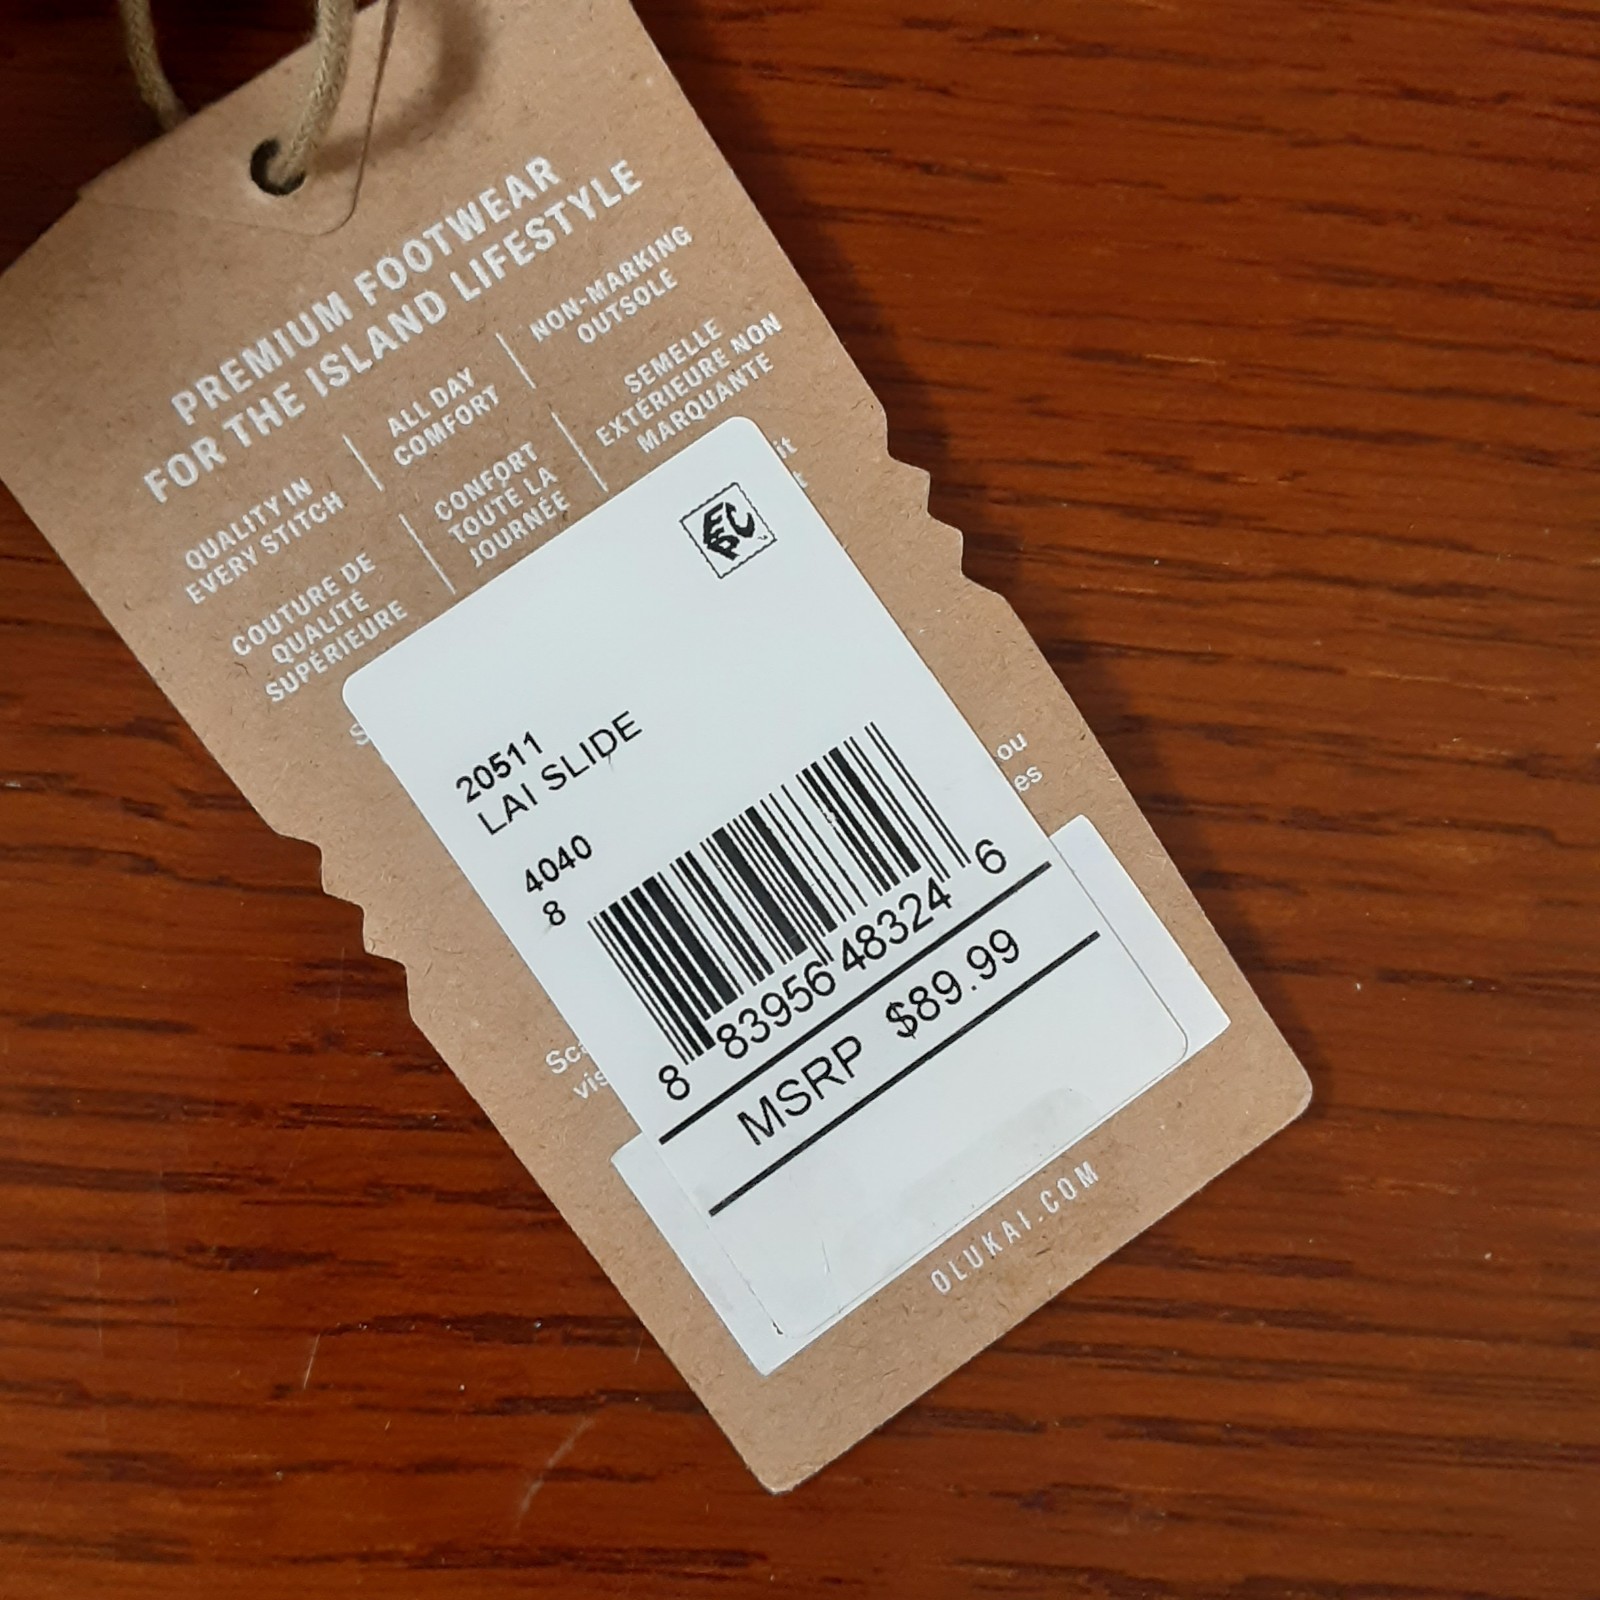 PREMIUM FOOTWEAR
FOR THE ISLAND LIFESTYLE
QUALITY IN
EVERY STITCH
ALL DAY
COMFORT
NON-MARKING
OUTSOLE
COUTURE DE
QUALITÉ
SUPÉRIEURE
CONFORT
TOUTE LA
JOURNÉE
SEMELLE
EXTÉRIEURE NON
MARQUANTE
EPC
20511
LAI SLIDE
4040
8
8 83956 48324 6
MSRP $89.99
ou
OLUKAI.COM